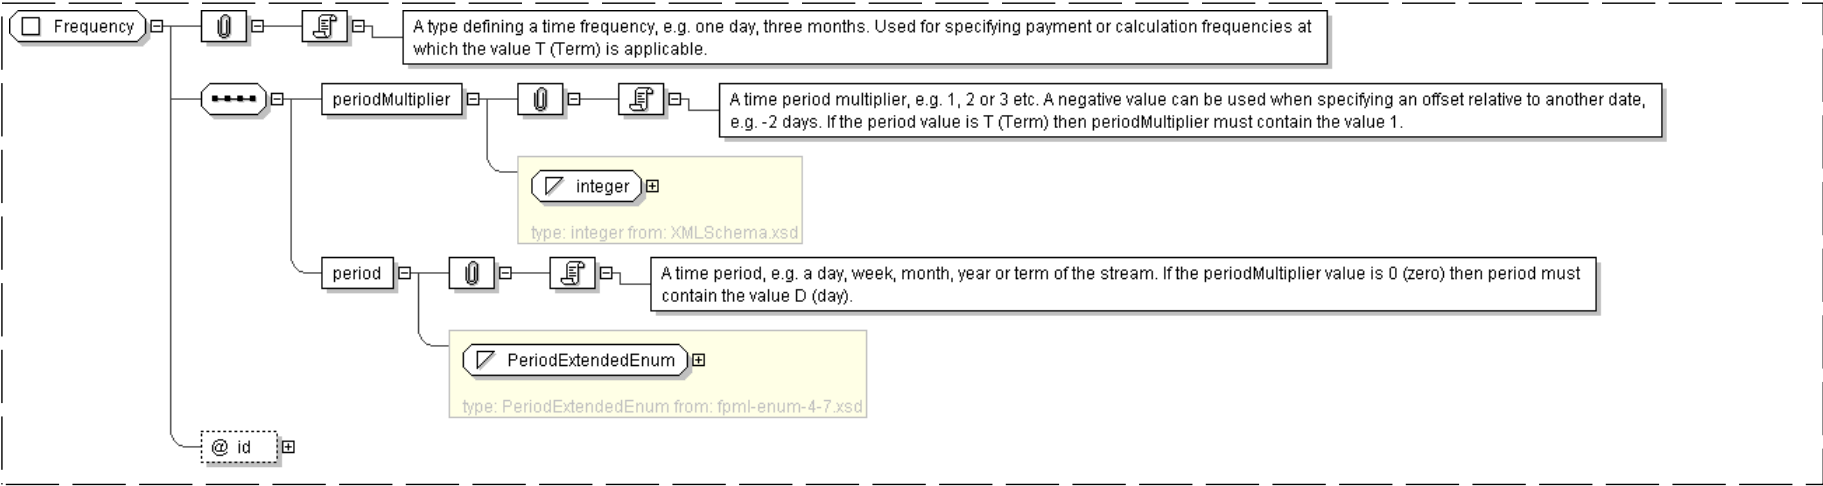 Frequency
A type defining a time frequency, e.g. one day, three months. Used for specifying payment or calculation frequencies at
which the value T (Term) is applicable.
periodMultiplier
A time period multiplier, e.g. 1, 2 or 3 etc. A negative value can be used when specifying an offset relative to another date,
e.g. -2 days. If the period value is T (Term) then periodMultiplier must contain the value 1.
integer
type: integer from: XMLSchema.xsd
period
A time period, e.g. a day, week, month, year or term of the stream. If the periodMultiplier value is 0 (zero) then period must
contain the value D (day).
PeriodExtendedEnum
type: PeriodExtendedEnum from: fpml-enum-4-7.xsd
@ id